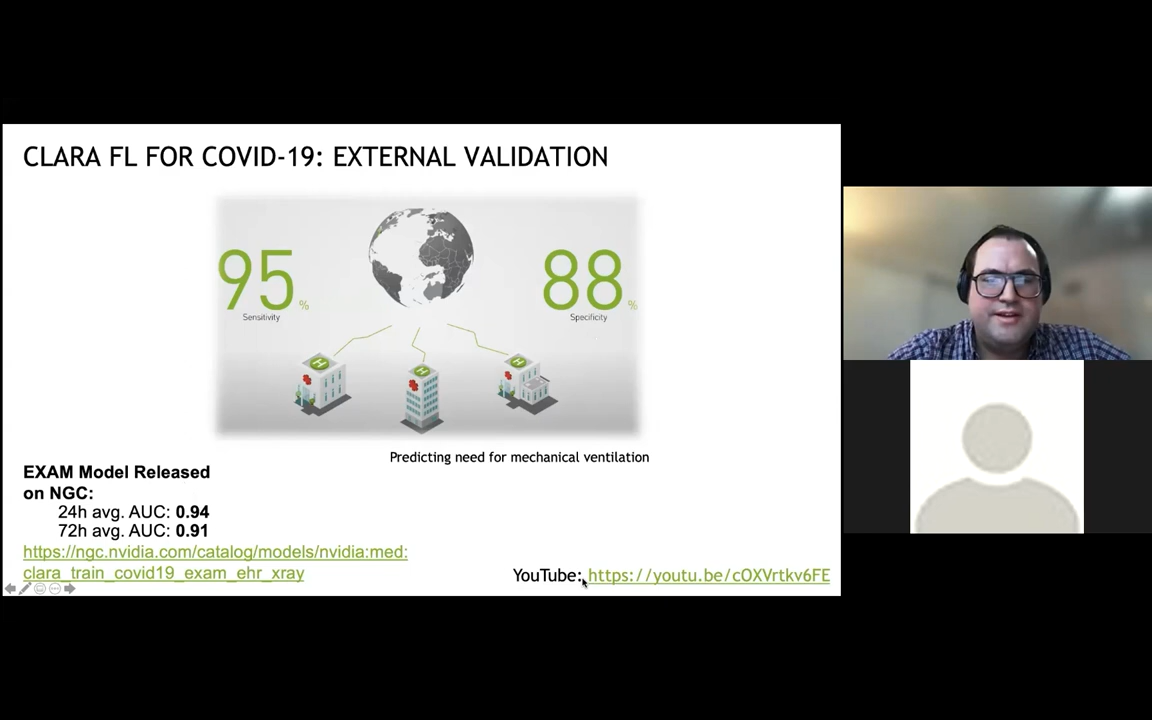 CLARA FL FOR COVID-19: EXTERNAL VALIDATION
95%
Sensitivity
88%
Specificity
H
H
H
Predicting need for mechanical ventilation
EXAM Model Released
on NGC:
24h avg. AUC: 0.94
72h avg. AUC: 0.91
https://ngc.nvidia.com/catalog/models/nvidia:med:
clara_train_covid19_exam_ehr_xray
YouTube: https://youtu.be/cOXVrtkv6FE